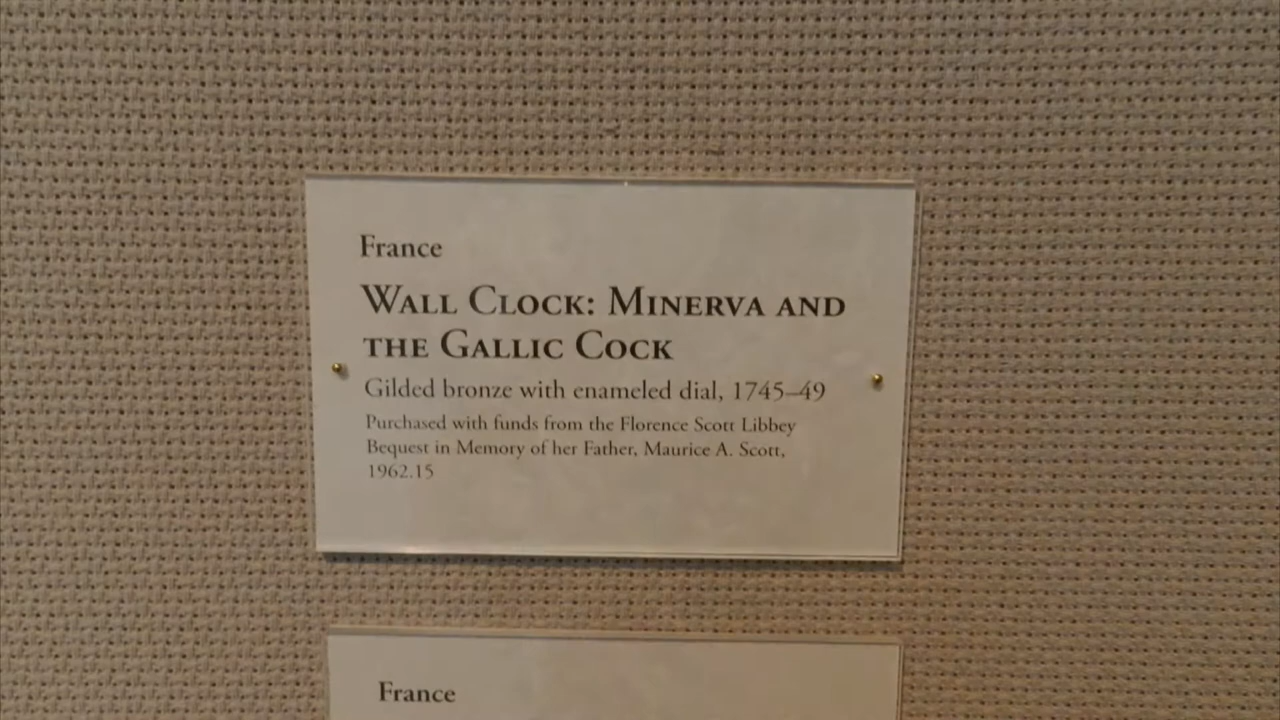 France
WALL CLOCK: MINERVA AND
THE GALLIC COCK
Gilded bronze with enameled dial, 1745–49
Purchased with funds from the Florence Scott Libbey
Bequest in Memory of her Father, Maurice A. Scott,
1962.15
France